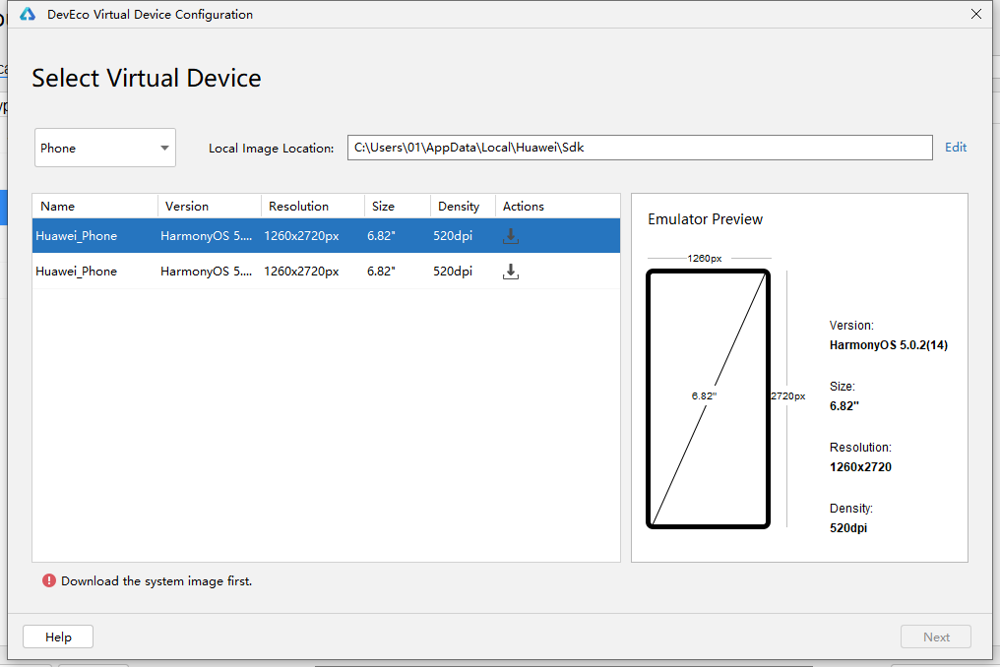 DevEco Virtual Device Configuration
Select Virtual Device
Phone
Local Image Location:
C:\Users\01\AppData\Local\Huawei\Sdk
Edit
Name Version Resolution Size Density Actions
Huawei_Phone HarmonyOS 5.... 1260x2720px 6.82" 520dpi
Huawei_Phone HarmonyOS 5.... 1260x2720px 6.82" 520dpi
Emulator Preview
1260px
6.82"
2720px
Version:
HarmonyOS 5.0.2(14)
Size:
6.82"
Resolution:
1260x2720
Density:
520dpi
Download the system image first.
Help
Next